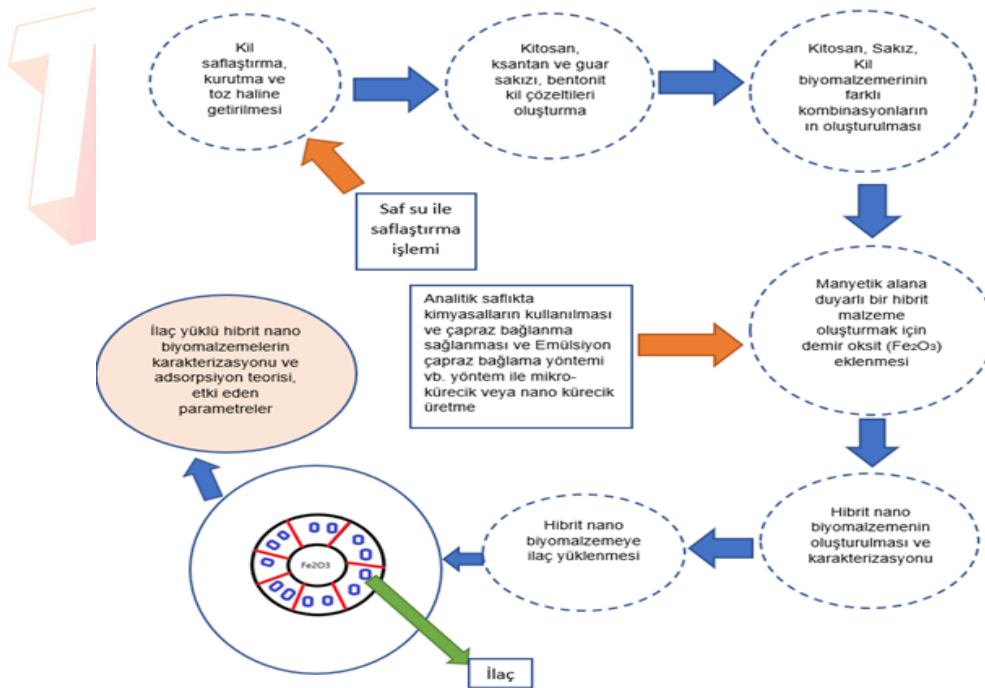 Kil
saflaştırma,
kurutma ve
toz haline
getirilmesi
Kitosan,
ksantan ve guar
sakızı, bentonit
kil çözeltileri
oluşturma
Kitosan, Sakız,
Kil
biyomalzemerinin
farklı
kombinasyonların
ın oluşturulması
Saf su ile
saflaştırma
işlemi
Manyetik alana
duyarlı bir hibrit
malzeme
oluşturmak için
demir oksit (Fe₂O₃)
eklenmesi
Analitik saflıkta
kimyasalların kullanılması
ve çapraz bağlanma
sağlanması ve Emülsiyon
çapraz bağlama yöntemi
vb. yöntem ile mikro-
kürecik veya nano kürecik
üretme
İlaç yüklü hibrit nano
biyomalzemelerin
karakterizasyonu ve
adsorpsiyon teorisi,
etki eden
parametreler
Hibrit nano
biyomalzemenin
oluşturulması ve
karakterizasyonu
Hibrit nano
biyomalzemeye
ilaç yüklenmesi
Fe2O3
İlaç